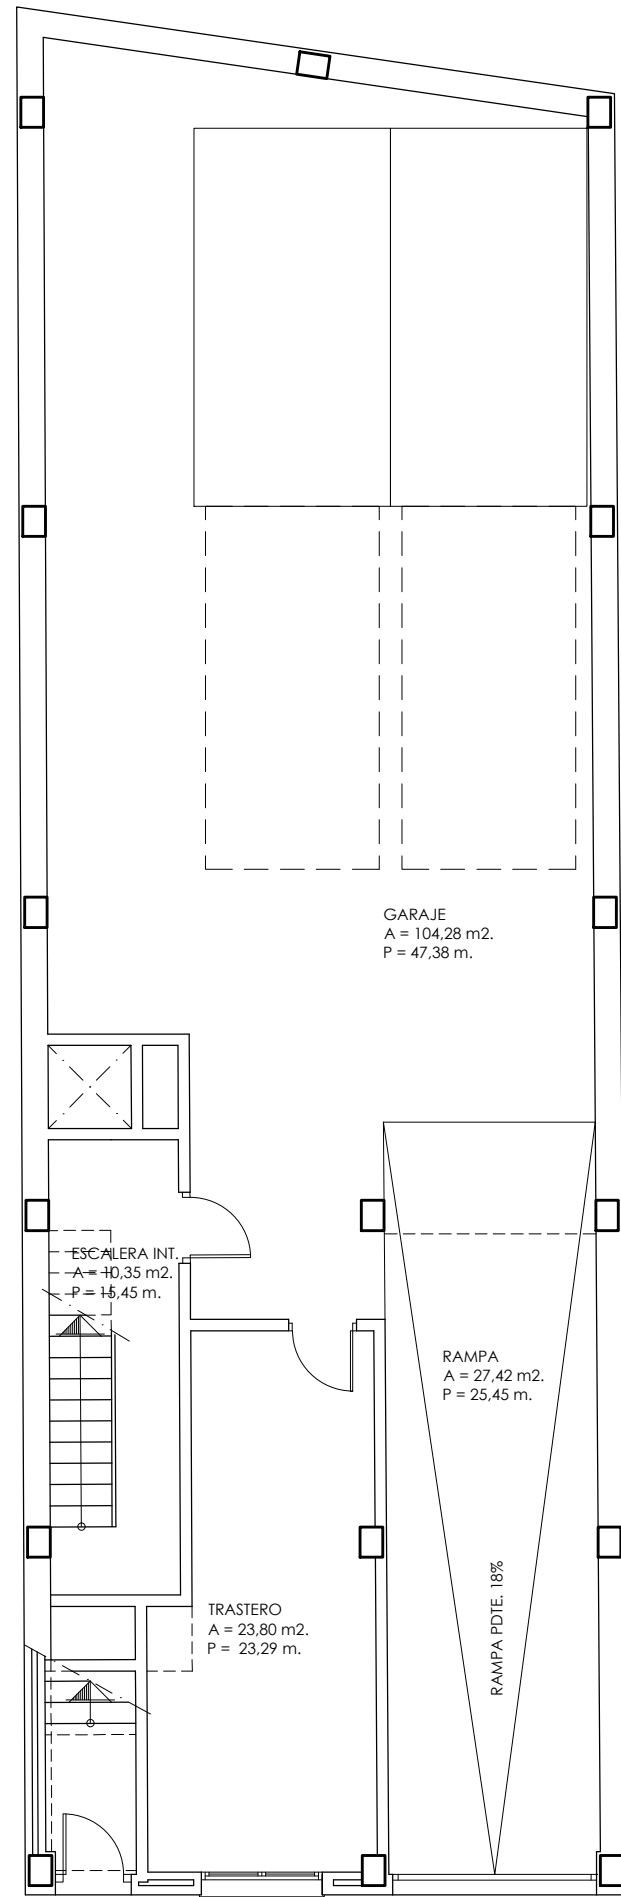 GARAJE
A = 104,28 m2.
P = 47,38 m.
ESCALERA INT.
A = 10,35 m2.
P = 15,45 m.
RAMPA
A = 27,42 m2.
P = 25,45 m.
RAMPA PDTE. 18%
TRASTERO
A = 23,80 m2.
P = 23,29 m.